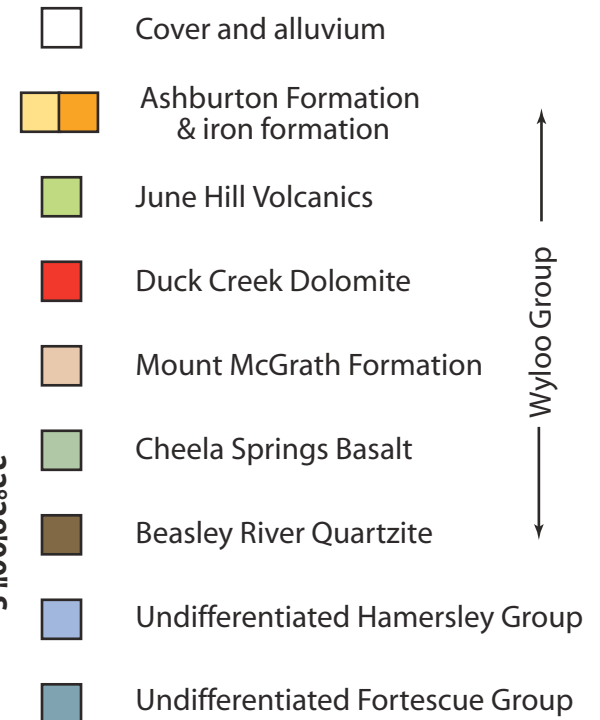 Cover and alluvium
Ashburton Formation
& iron formation
June Hill Volcanics
Duck Creek Dolomite
Mount McGrath Formation
Cheela Springs Basalt
Beasley River Quartzite
Undifferentiated Hamersley Group
Undifferentiated Fortescue Group
Wyloo Group